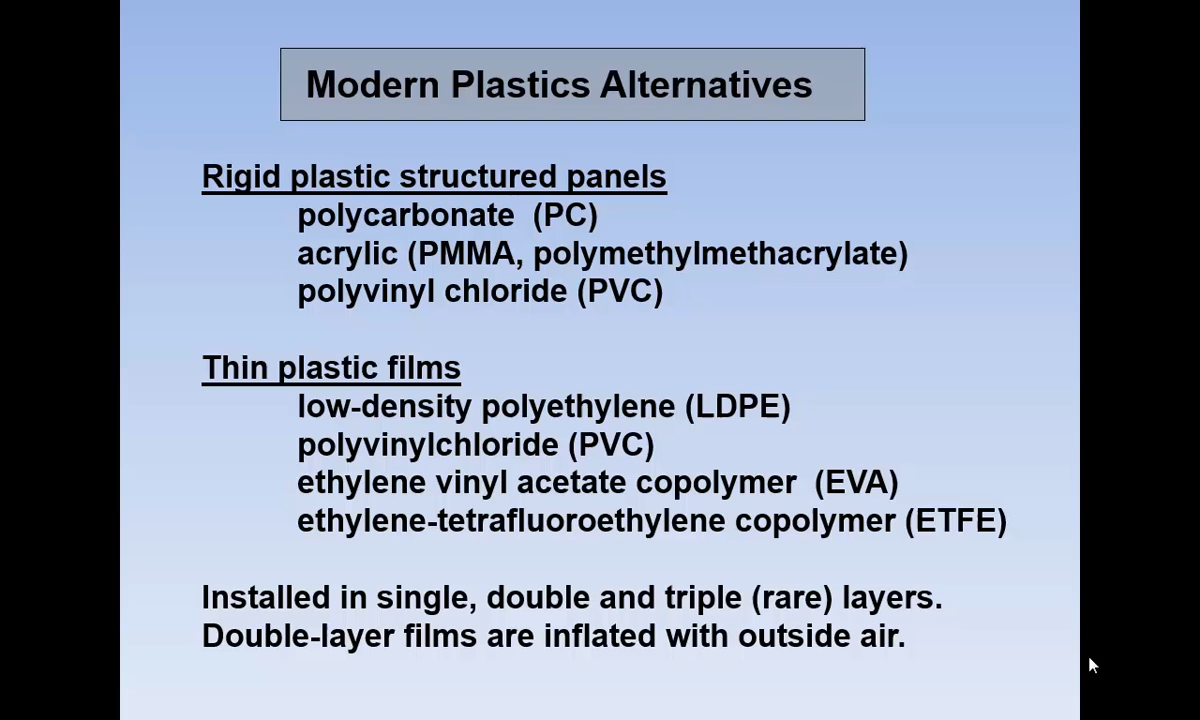 Modern Plastics Alternatives
Rigid plastic structured panels
polycarbonate  (PC)
acrylic (PMMA, polymethylmethacrylate)
polyvinyl chloride (PVC)
Thin plastic films
low-density polyethylene (LDPE)
polyvinylchloride (PVC)
ethylene vinyl acetate copolymer  (EVA)
ethylene-tetrafluoroethylene copolymer (ETFE)
Installed in single, double and triple (rare) layers.
Double-layer films are inflated with outside air.